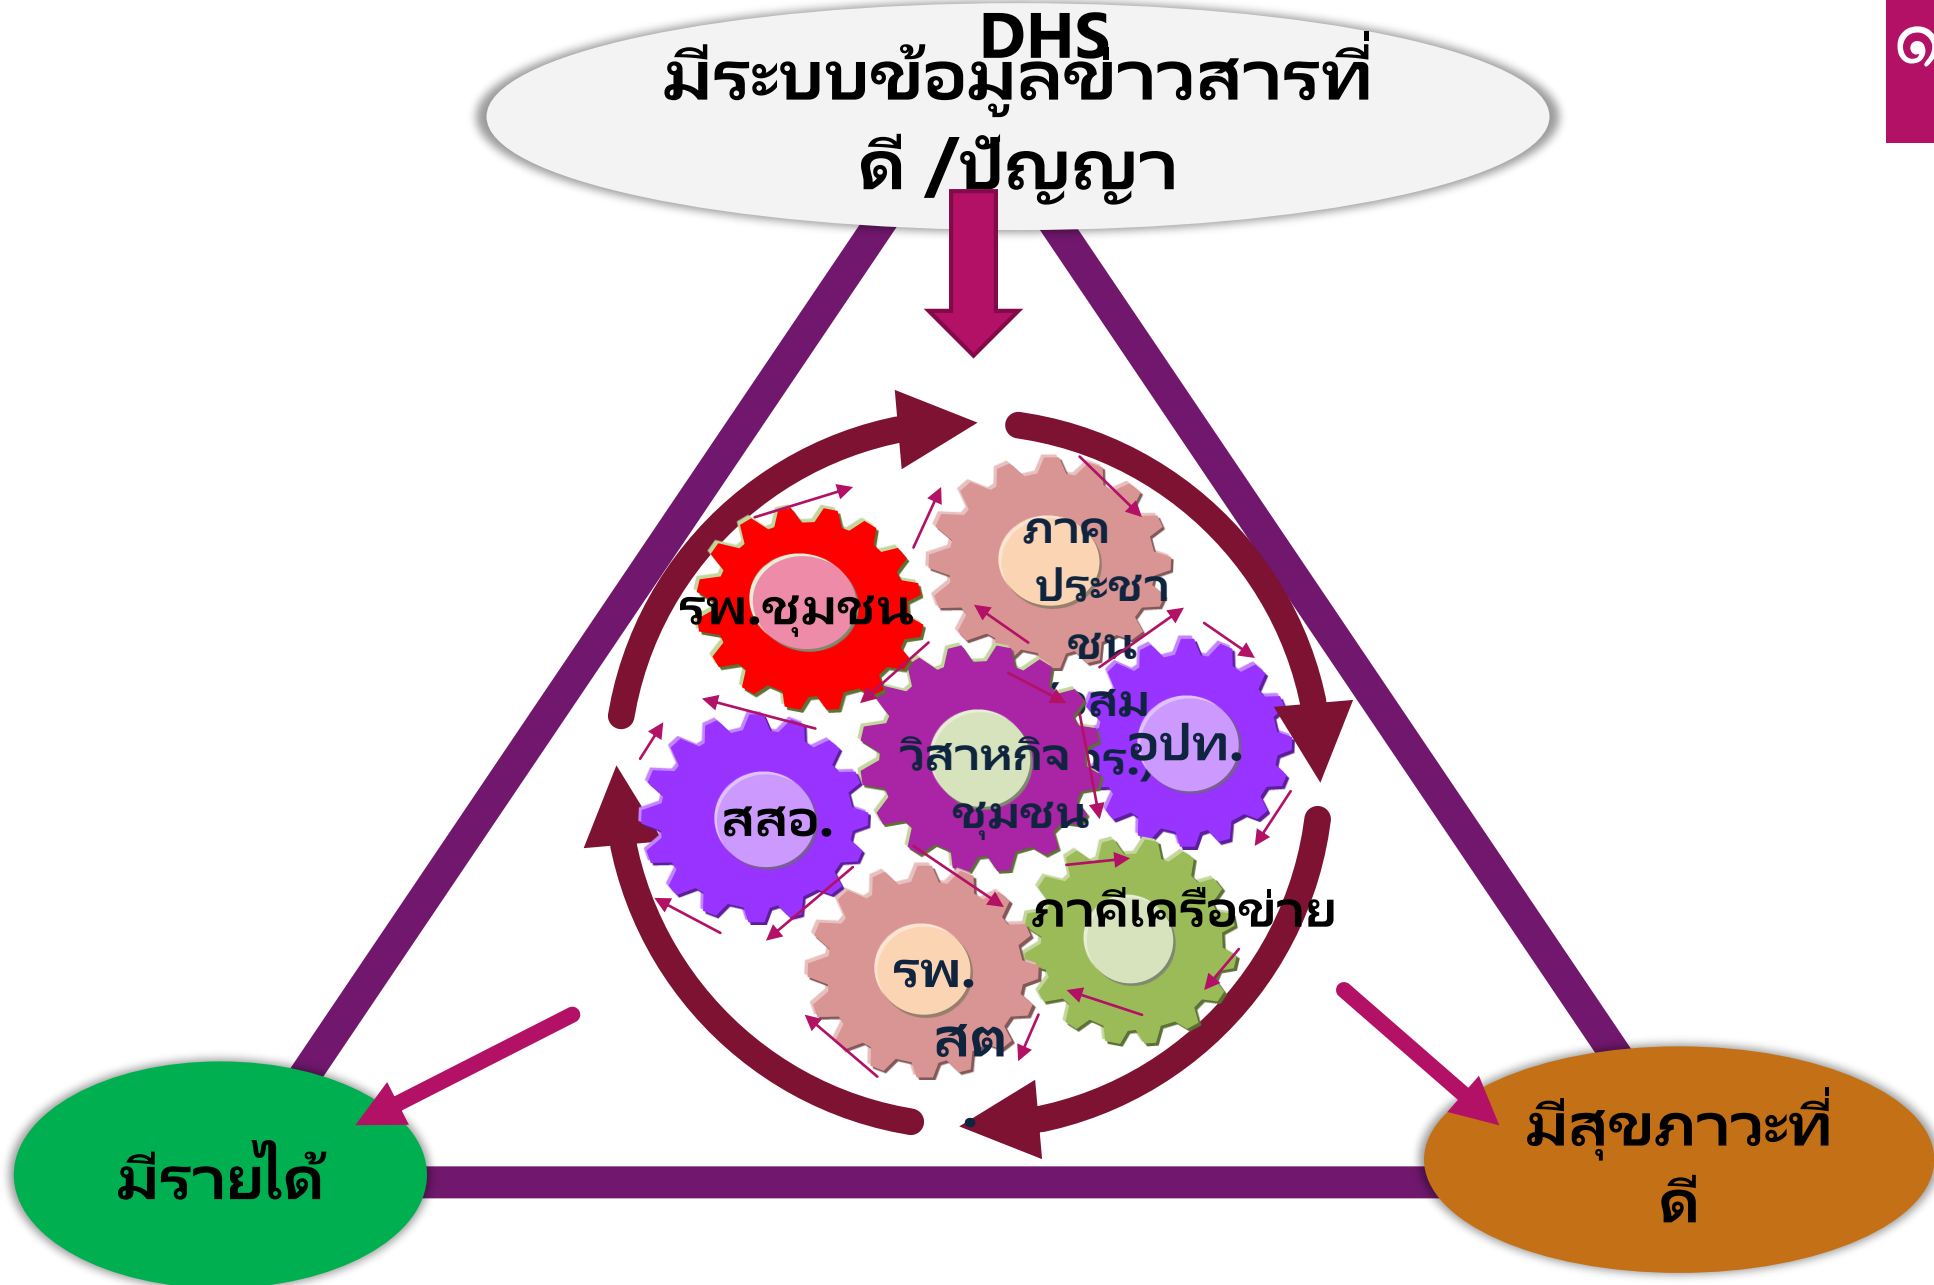 DHS
๑
มีระบบข้อมูลข่าวสารที่
ดี /ปัญญา
ภาค
ประชา
ชน
รพ.ชุมชน
อปท.
วิสาหกิจ
ชุมชน
สสอ.
ภาคีเครือข่าย
รพ.
สต
.
มีรายได้
มีสุขภาวะที่
ดี